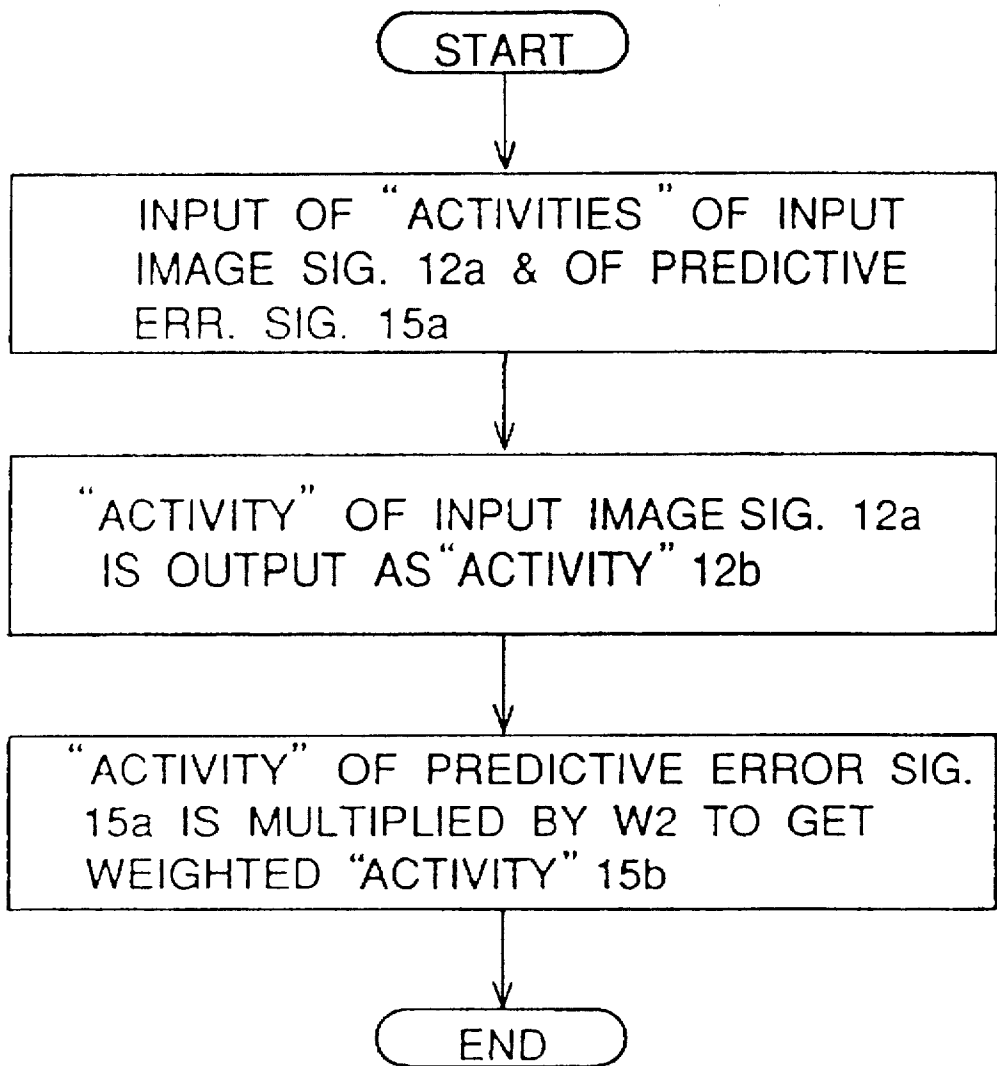 START
INPUT OF “ACTIVITIES” OF INPUT
IMAGE SIG. 12a & OF PREDICTIVE
ERR. SIG. 15a
“ACTIVITY” OF INPUT IMAGE SIG. 12a
IS OUTPUT AS “ACTIVITY” 12b
“ACTIVITY” OF PREDICTIVE ERROR SIG.
15a IS MULTIPLIED BY W2 TO GET
WEIGHTED “ACTIVITY” 15b
END